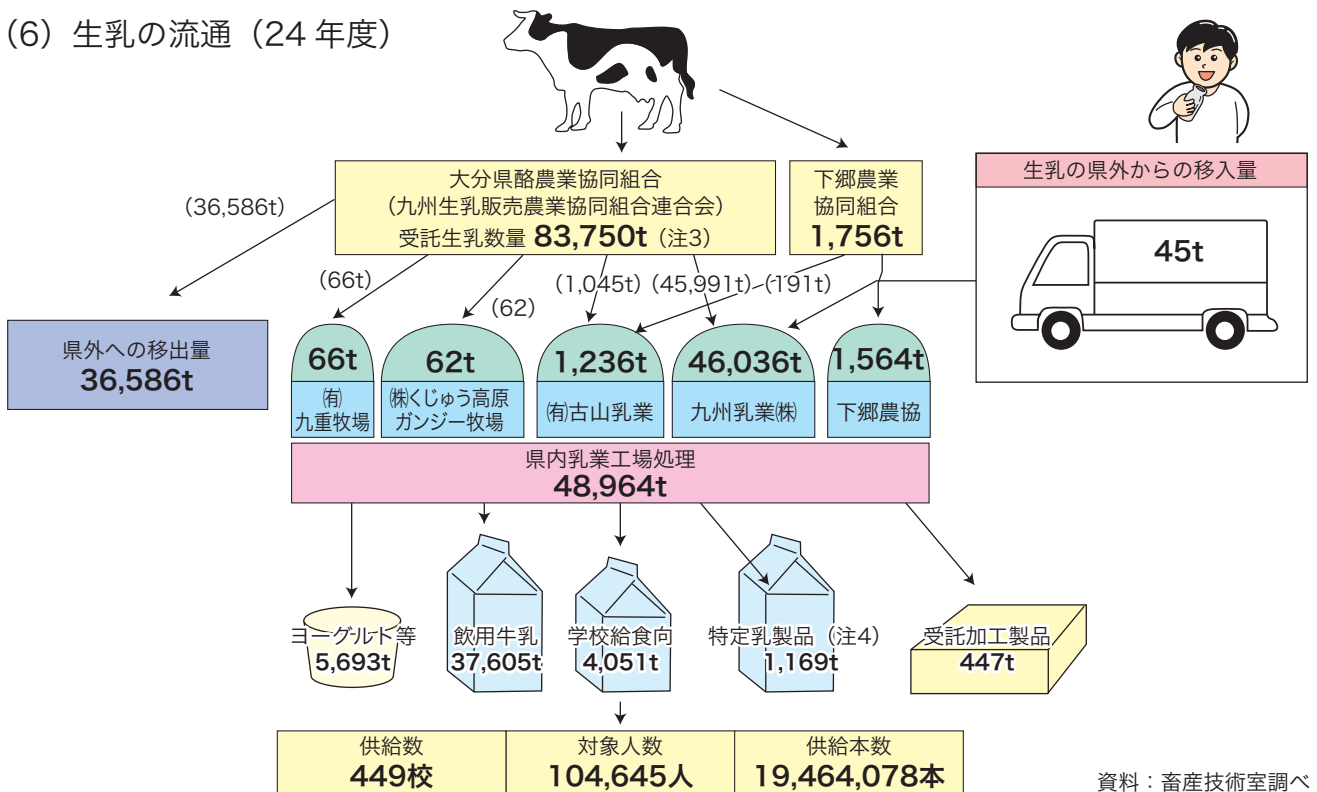 (6) 生乳の流通（24年度）
大分県酪農業協同組合
（九州生乳販売農業協同組合連合会）
受託生乳数量 83,750t（注3）
下郷農業
協同組合
1,756t
生乳の県外からの移入量
45t
(36,586t)
(66t)
(62)
(1,045t)
(45,991t)
(191t)
県外への移出量
36,586t
66t
㈲
九重牧場
62t
㈱くじゅう高原
ガンジー牧場
1,236t
㈲古山乳業
46,036t
九州乳業㈱
1,564t
下郷農協
県内乳業工場処理
48,964t
ヨーグルト等
5,693t
飲用牛乳
37,605t
学校給食向
4,051t
特定乳製品（注4）
1,169t
受託加工製品
447t
供給数
449校
対象人数
104,645人
供給本数
19,464,078本
資料：畜産技術室調べ